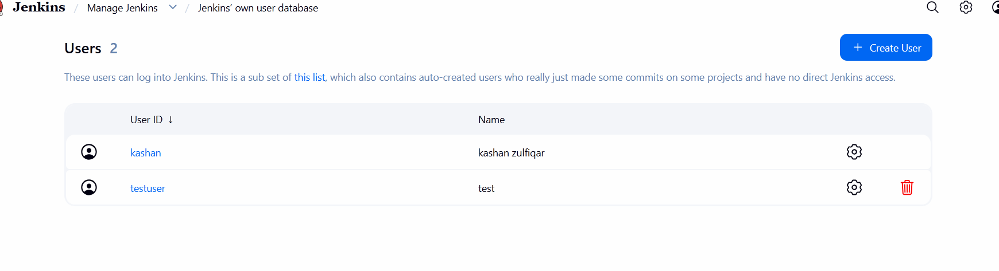 Jenkins / Manage Jenkins / Jenkins’ own user database
Users 2
+ Create User
These users can log into Jenkins. This is a sub set of this list, which also contains auto-created users who really just made some commits on some projects and have no direct Jenkins access.
User ID ↓ Name
kashan kashan zulfiqar
testuser test